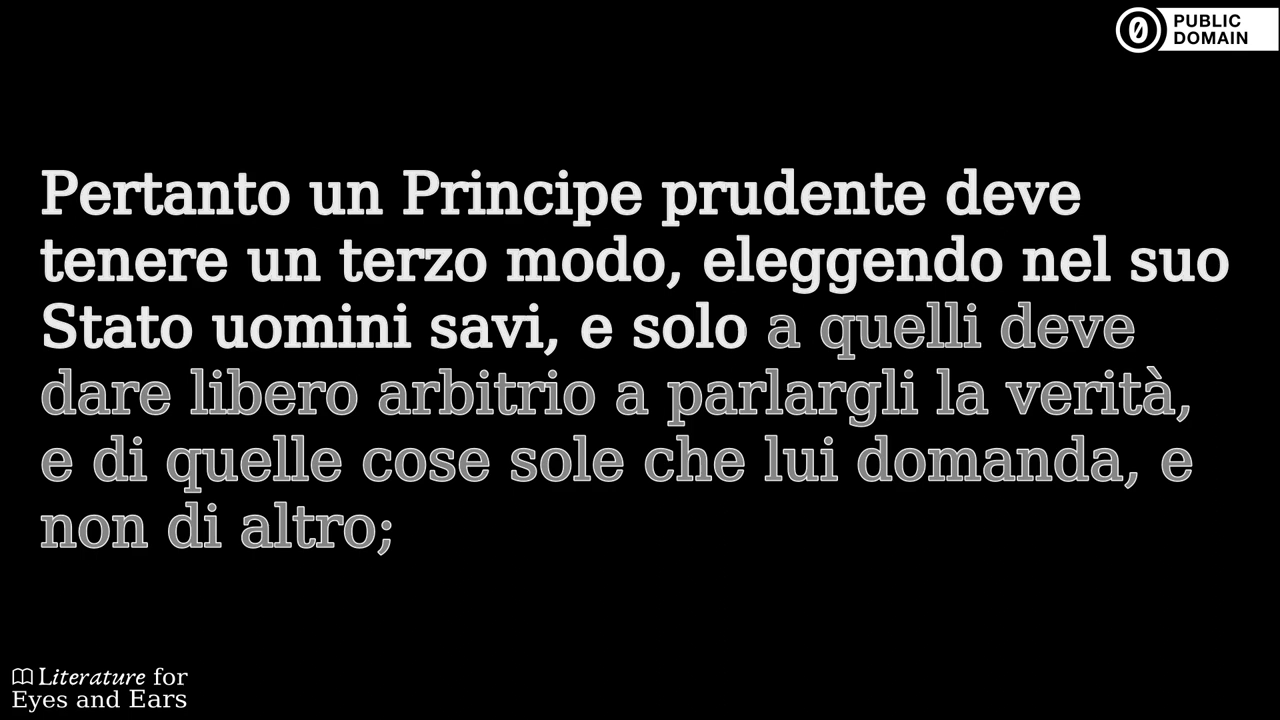 PUBLIC
DOMAIN
Pertanto un Principe prudente deve
tenere un terzo modo, eleggendo nel suo
Stato uomini savi, e solo a quelli deve
dare libero arbitrio a parlargli la verità,
e di quelle cose sole che lui domanda, e
non di altro;
Literature for
Eyes and Ears